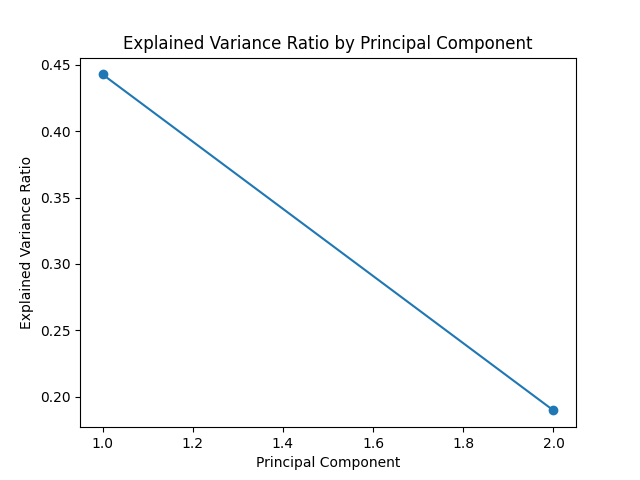 Explained Variance Ratio by Principal Component
0.45
0.40
0.35
0.30
0.25
0.20
Explained Variance Ratio
1.0 1.2 1.4 1.6 1.8 2.0
Principal Component